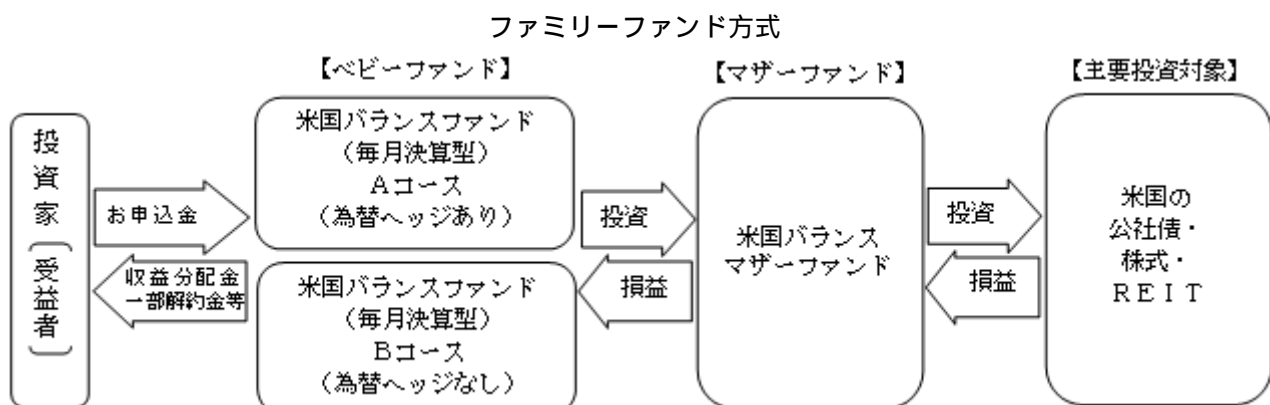 ファミリーファンド方式
【ベビーファンド】
【マザーファンド】
【主要投資対象】
投資家
(受益者)
お申込金
収益分配金
一部解約金等
米国バランスファンド
(毎月決算型)
Aコース
(為替ヘッジあり)
米国バランスファンド
(毎月決算型)
Bコース
(為替ヘッジなし)
投資
損益
米国バランス
マザーファンド
投資
損益
米国の
公社債・
株式・
REIT